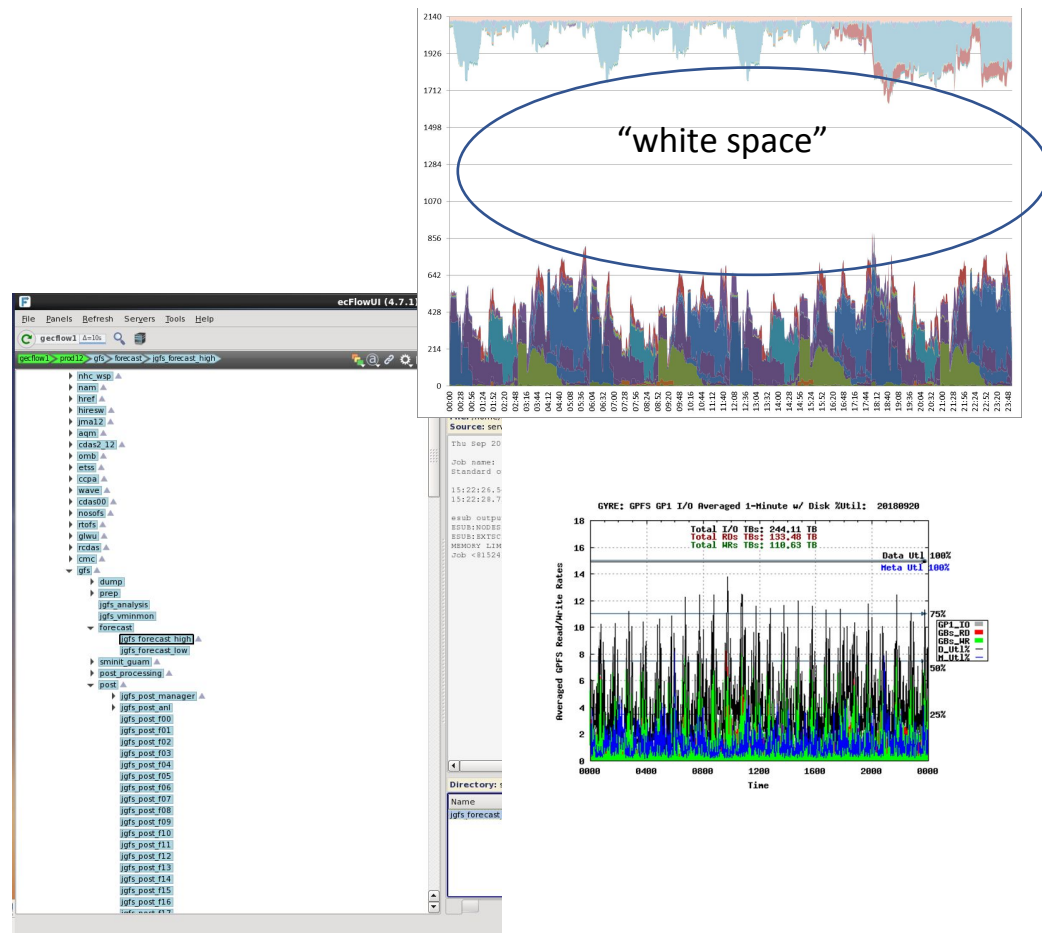 2140
1926
1712
1498
1284
1070
856
642
428
214
0
“white space”
00:00 00:28 00:56 01:24 01:52 02:20 02:48 03:16 03:44 04:12 04:40 05:08 05:36 06:04 06:32 07:00 07:28 07:56 08:24 08:52 09:20 09:48 10:16 10:44 11:12 11:40 12:08 12:36 13:04 13:32 14:00 14:28 14:56 15:24 15:52 16:20 16:48 17:16 17:44 18:12 18:40 19:08 19:36 20:04 20:32 21:00 21:28 21:56 22:24 22:52 23:20 23:48
ecFlowUI (4.7.1)
File Panels Refresh Servers Tools Help
gecflow1 Δ=10s
gecflow1 prod12 gfs forecast jgfs_forecast_high
nhc_wsp
nam
href
hiresw
jma12
aqm
cdas2_12
omb
etss
ccpa
wave
cdas00
nosofs
rtofs
glwu
rcdas
cmc
gfs
dump
prep
jgfs_analysis
jgfs_vminmon
forecast
jgfs_forecast_high
jgfs_forecast_low
sminit_guam
post_processing
post
jgfs_post_manager
jgfs_post_anl
jgfs_post_f00
jgfs_post_f01
jgfs_post_f02
jgfs_post_f03
jgfs_post_f04
jgfs_post_f05
jgfs_post_f06
jgfs_post_f07
jgfs_post_f08
jgfs_post_f09
jgfs_post_f10
jgfs_post_f11
jgfs_post_f12
jgfs_post_f13
jgfs_post_f14
jgfs_post_f15
jgfs_post_f16
Source: serv
Thu Sep 20
Job name:
Standard o
15:22:26.5
15:22:28.7
esub outpu
ESUB:NODES
ESUB:EXTSC
MEMORY LIM
Job <81524
Directory: s
Name
jgfs_forecast_
GYRE: GPFS GP1 I/O Averaged 1-Minute w/ Disk %Util: 20180920
Total I/O TBs: 244.11 TB
Total RDs TBs: 133.48 TB
Total WRs TBs: 110.63 TB
Data Utl 100%
Meta Utl 100%
75%
50%
25%
GP1_IO
GBs_RD
GBs_WR
D_Utl%
M_Utl%
Averaged GPFS Read/Write Rates
18
16
14
12
10
8
6
4
2
0
0000 0400 0800 1200 1600 2000 0000
Time